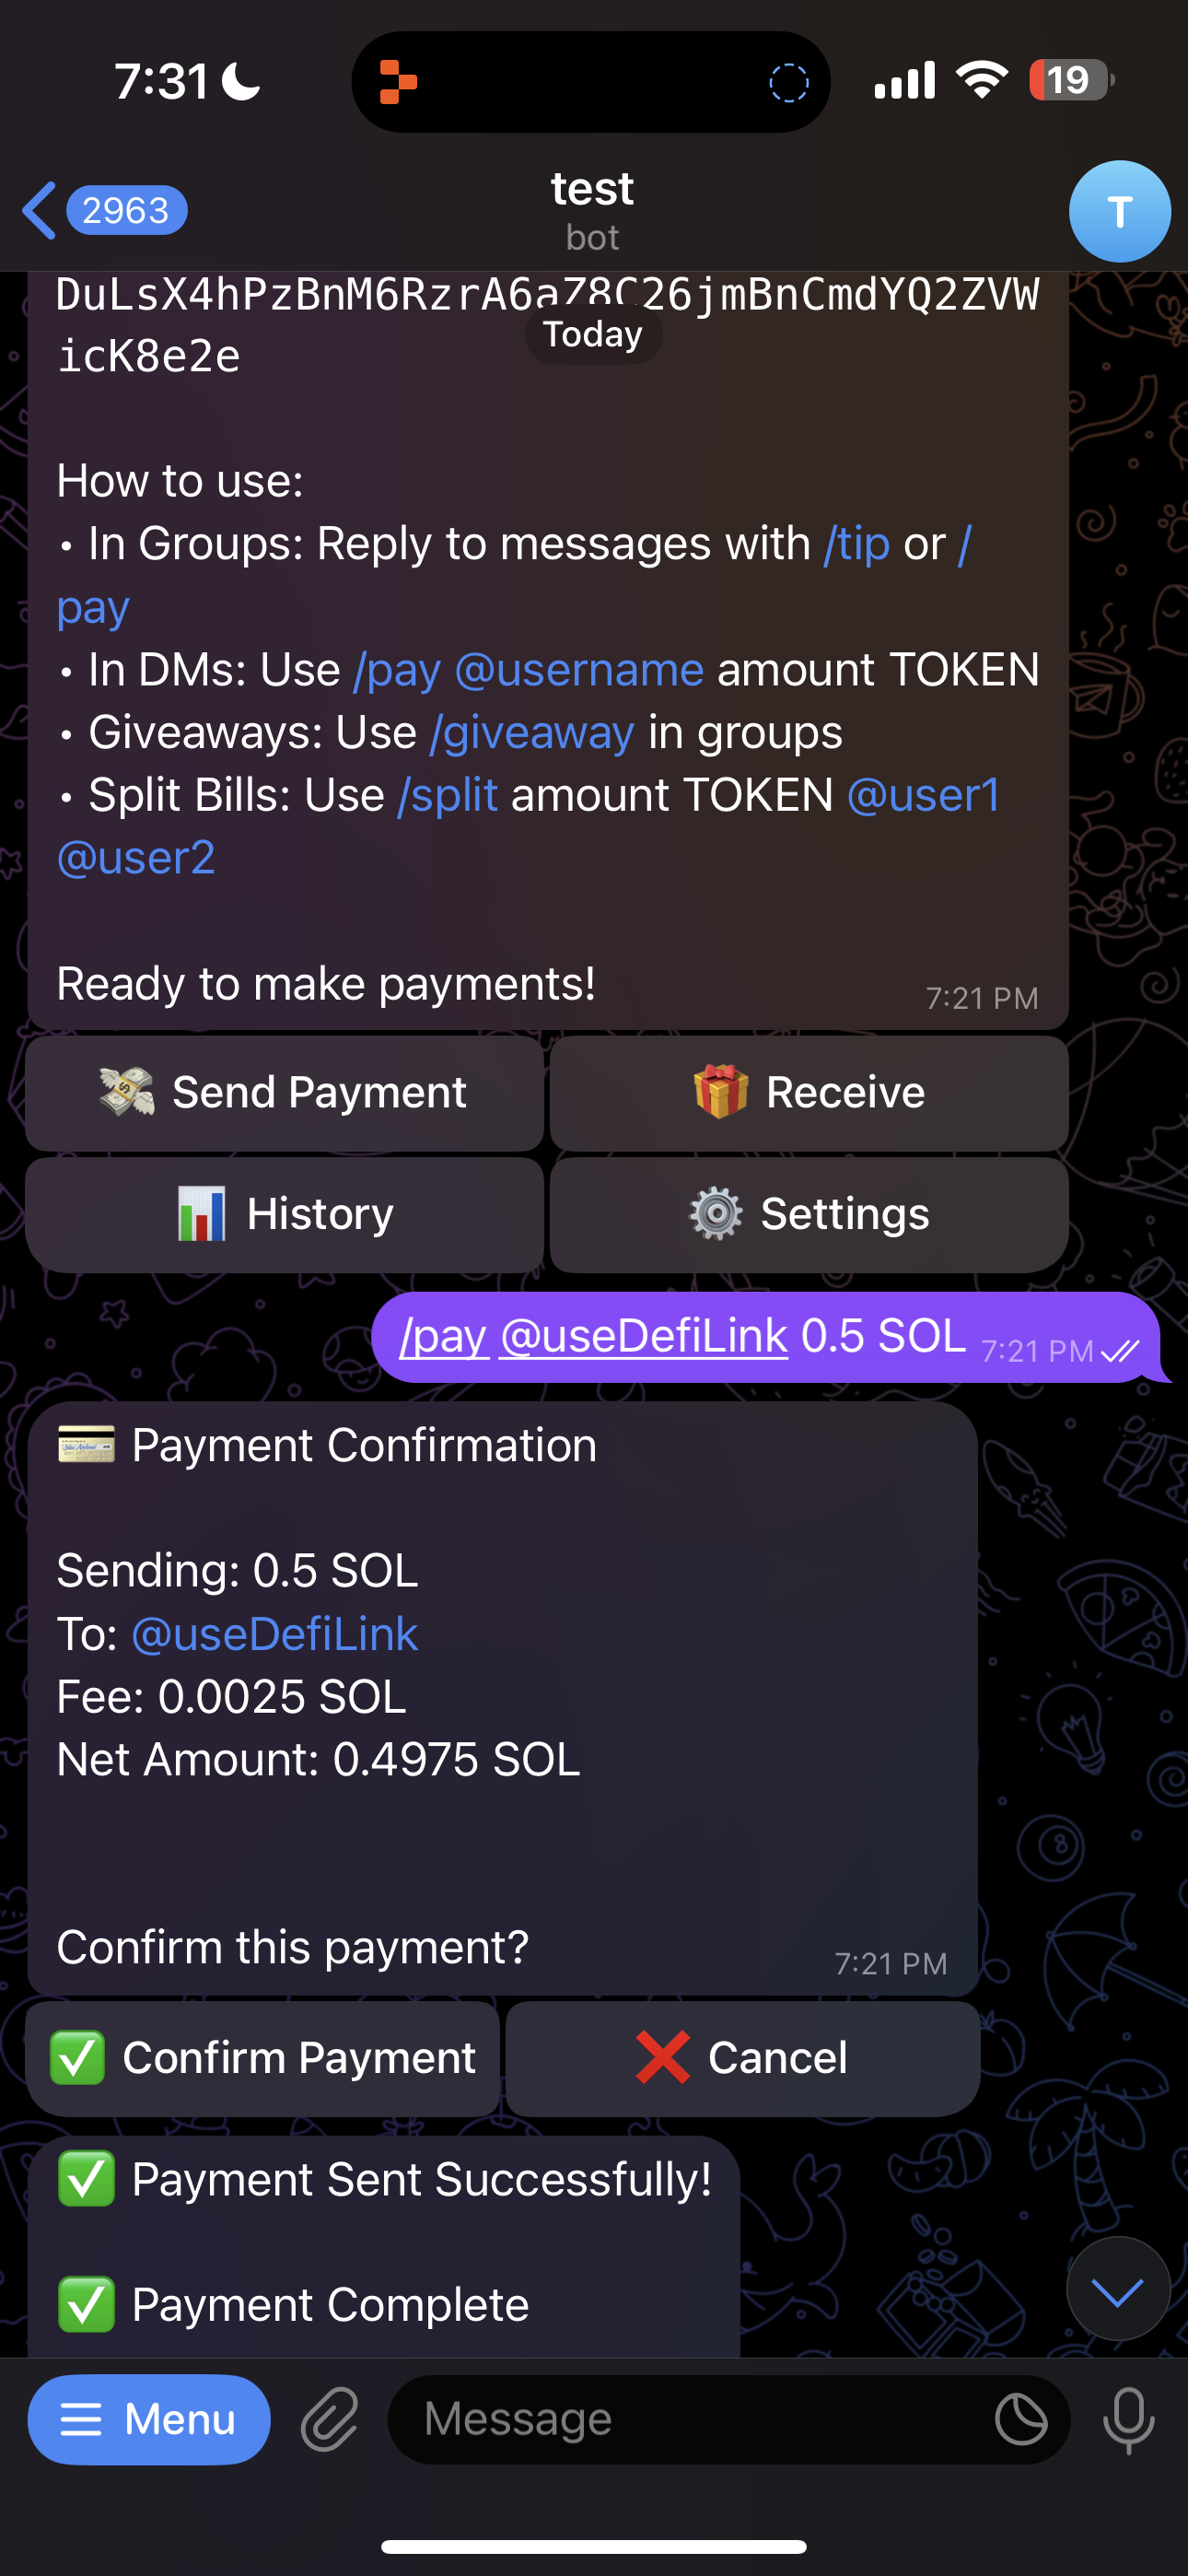 7:31
19
2963
test
bot
T
DuLsX4hPzBnM6RzrA6aZ8C26jmBnCmdYQ2ZVW
Today
icK8e2e
How to use:
• In Groups: Reply to messages with /tip or /
pay
• In DMs: Use /pay @username amount TOKEN
• Giveaways: Use /giveaway in groups
• Split Bills: Use /split amount TOKEN @user1
@user2
Ready to make payments!
7:21 PM
💸 Send Payment
🎁 Receive
📊 History
⚙️ Settings
/pay @useDefiLink 0.5 SOL 7:21 PM
💳 Payment Confirmation
Sending: 0.5 SOL
To: @useDefiLink
Fee: 0.0025 SOL
Net Amount: 0.4975 SOL
Confirm this payment?
7:21 PM
✅ Confirm Payment
❌ Cancel
✅ Payment Sent Successfully!
✅ Payment Complete
Menu
Message